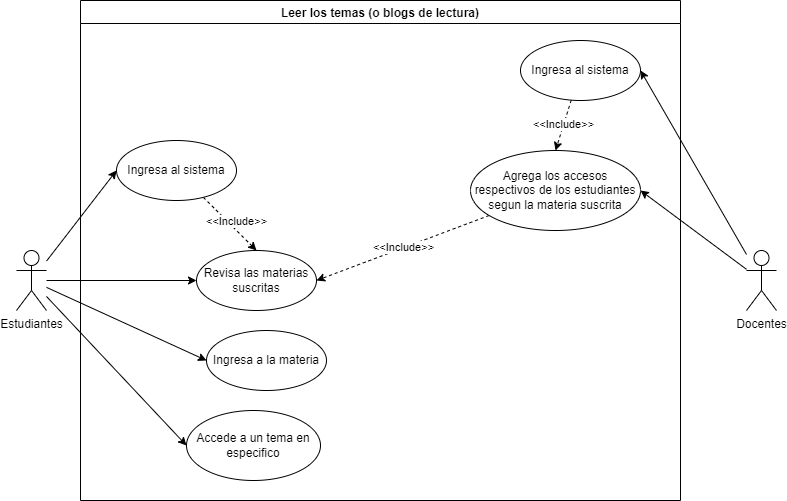 Leer los temas (o blogs de lectura)
Ingresa al sistema
<<Include>>
Ingresa al sistema
Agrega los accesos
respectivos de los estudiantes
segun la materia suscrita
<<Include>>
<<Include>>
Revisa las materias
suscritas
Estudiantes
Docentes
Ingresa a la materia
Accede a un tema en
especifico